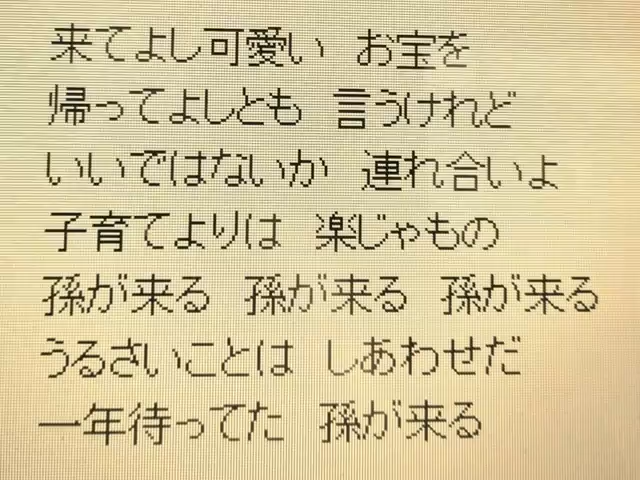 来てよし可愛い お宝を
帰ってよしとも 言うけれど
いいではないか 連れ合いよ
子育てよりは 楽じゃもの
孫が来る 孫が来る 孫が来る
うるさいことは しあわせだ
一年待ってた 孫が来る